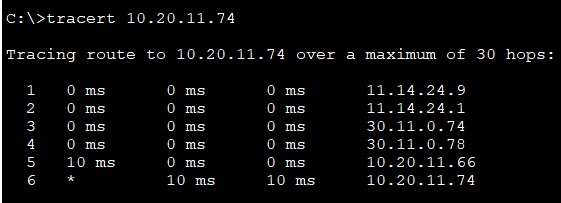 C:\>tracert 10.20.11.74
Tracing route to 10.20.11.74 over a maximum of 30 hops:
1 0 ms 0 ms 0 ms 11.14.24.9
2 0 ms 0 ms 0 ms 11.14.24.1
3 0 ms 0 ms 0 ms 30.11.0.74
4 0 ms 0 ms 0 ms 30.11.0.78
5 10 ms 0 ms 0 ms 10.20.11.66
6 * 10 ms 10 ms 10.20.11.74